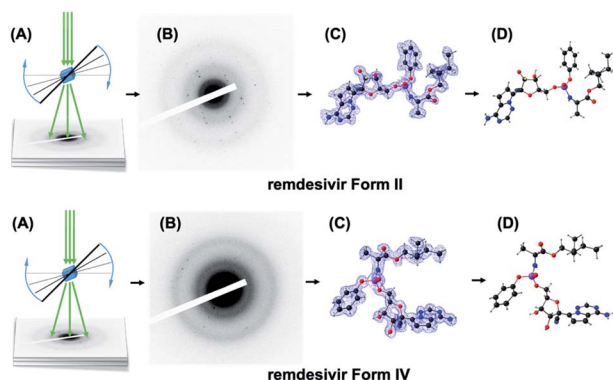 (A) (B) (C) (D)
remdesivir Form II
(A) (B) (C) (D)
remdesivir Form IV